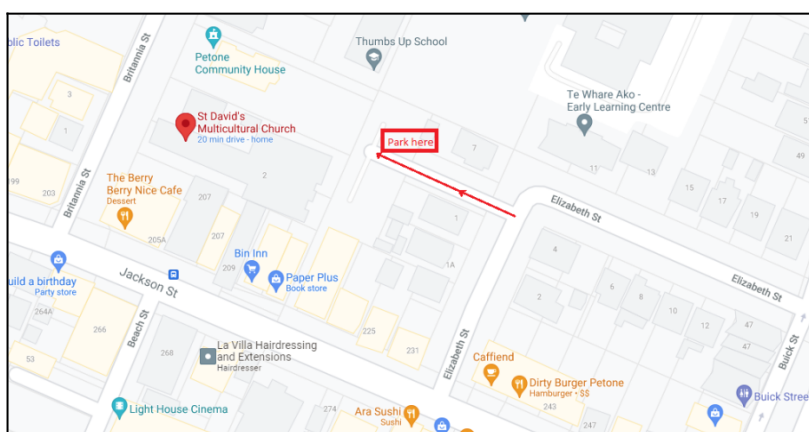 blic Toilets
Britannia St
Petone
Community House
Thumbs Up School
Te Whare Ako -
Early Learning Centre
3
1
St David's
Multicultural Church
20 min drive - home
Park here
7
11
13
15
17
19
21
49
51
199
203
2
The Berry
Berry Nice Cafe
Dessert
207
207
205A
Britannia St
1
Elizabeth St
Bin Inn
209
Paper Plus
Book store
1A
4
2
6
8
10
12
47
47
Elizabeth St
uild a birthday
Party store
264A
266
53
Jackson St
Beach St
268
225
231
La Villa Hairdressing
and Extensions
Hairdresser
Elizabeth St
Caffiend
Dirty Burger Petone
Hamburger • $$
243
247
Buick St
Buick Stree
Light House Cinema
274
Ara Sushi
Sushi